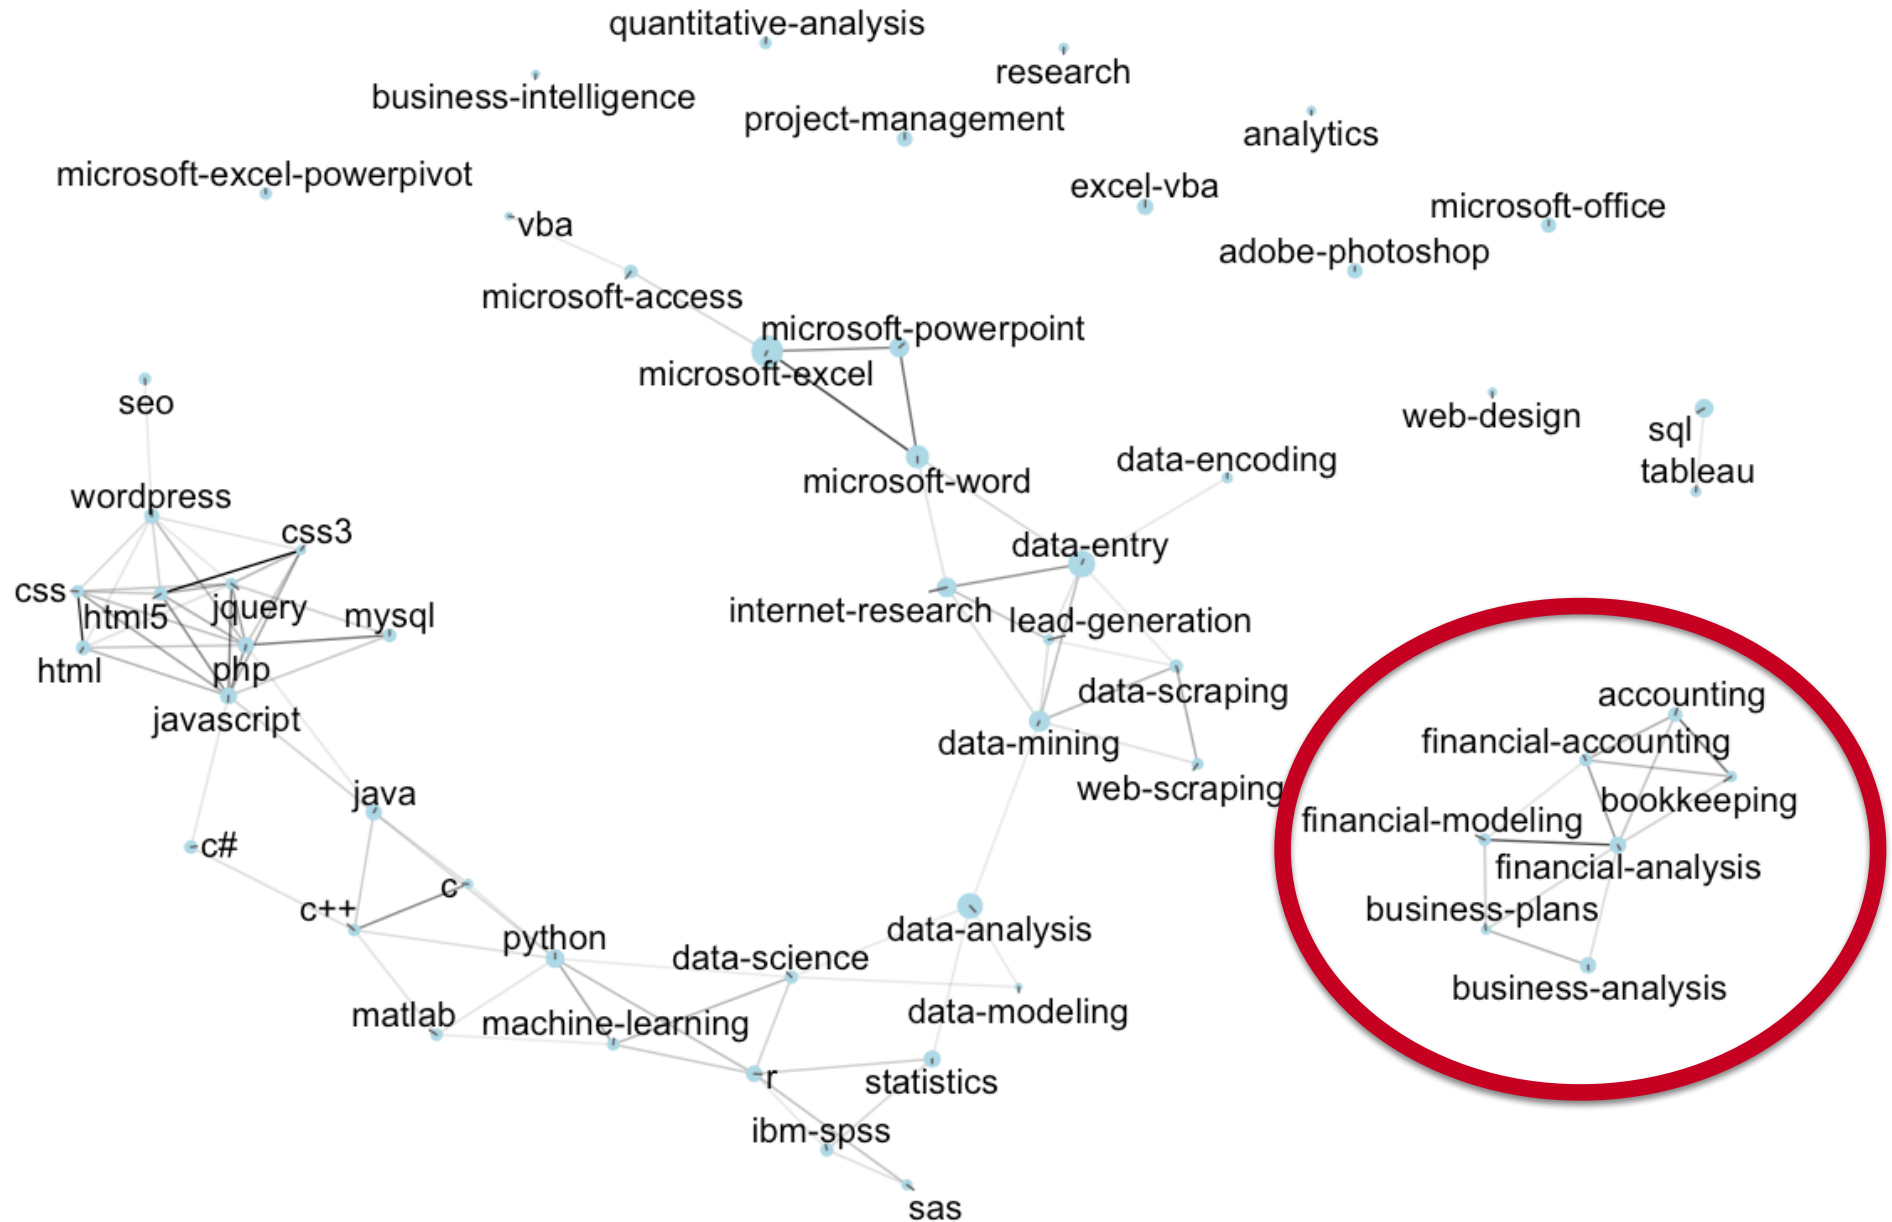 quantitative-analysis
research
business-intelligence
project-management
analytics
microsoft-excel-powerpivot
excel-vba
microsoft-office
vba
adobe-photoshop
microsoft-access
microsoft-powerpoint
microsoft-excel
seo
web-design
sql
data-encoding
tableau
microsoft-word
wordpress
css3
data-entry
css
html5
jquery
mysql
internet-research
lead-generation
html
php
data-scraping
javascript
data-mining
web-scraping
accounting
financial-accounting
java
bookkeeping
financial-modeling
c#
financial-analysis
c
c++
business-plans
python
data-science
data-analysis
business-analysis
matlab
machine-learning
data-modeling
r
statistics
ibm-spss
sas